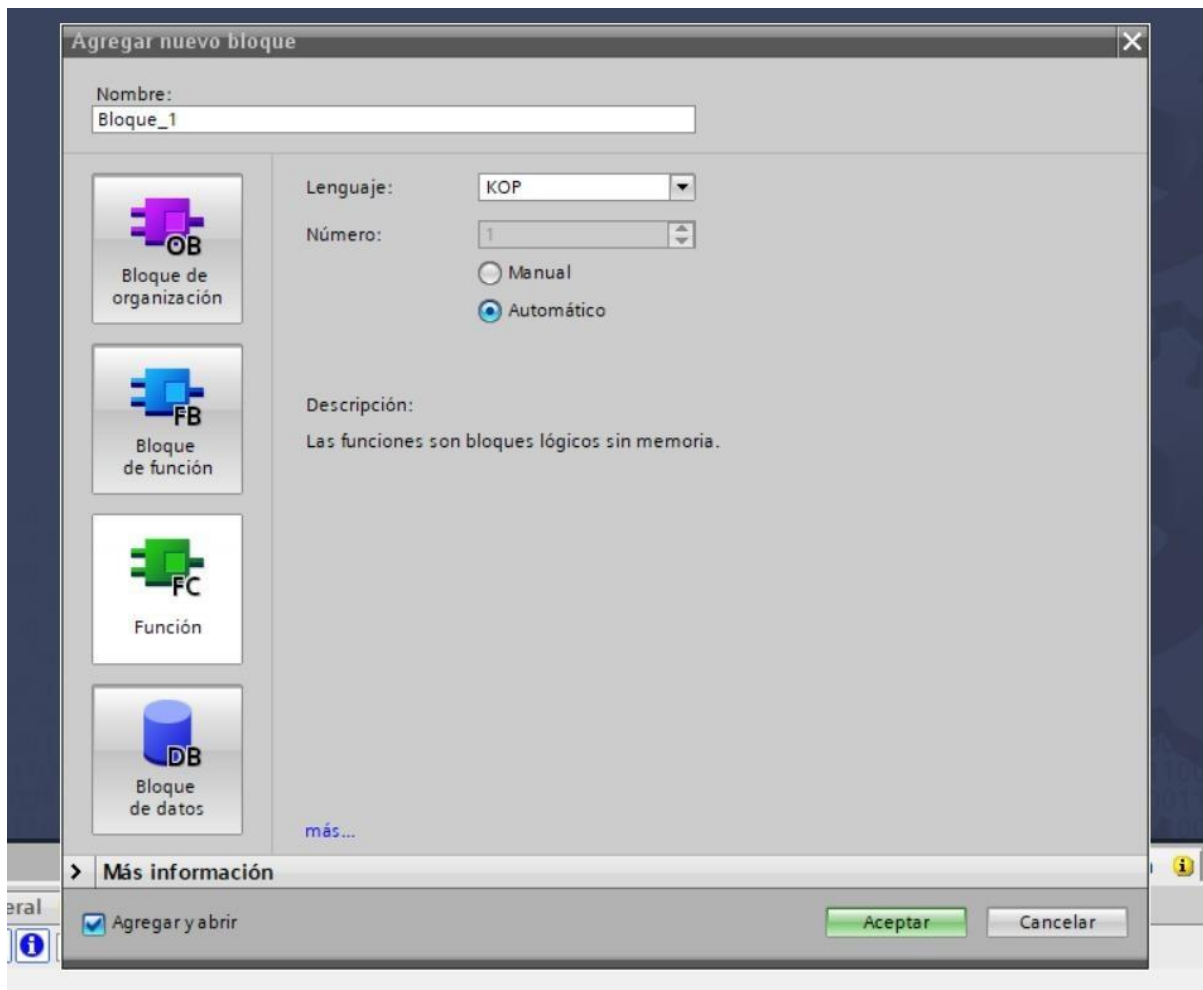 Agregar nuevo bloque
Nombre:
Bloque_1
OB
Bloque de
organización
FB
Bloque
de función
FC
Función
DB
Bloque
de datos
Lenguaje:
KOP
Número:
1
Manual
Automático
Descripción:
Las funciones son bloques lógicos sin memoria.
más...
Más información
eral
Agregar y abrir
Aceptar
Cancelar